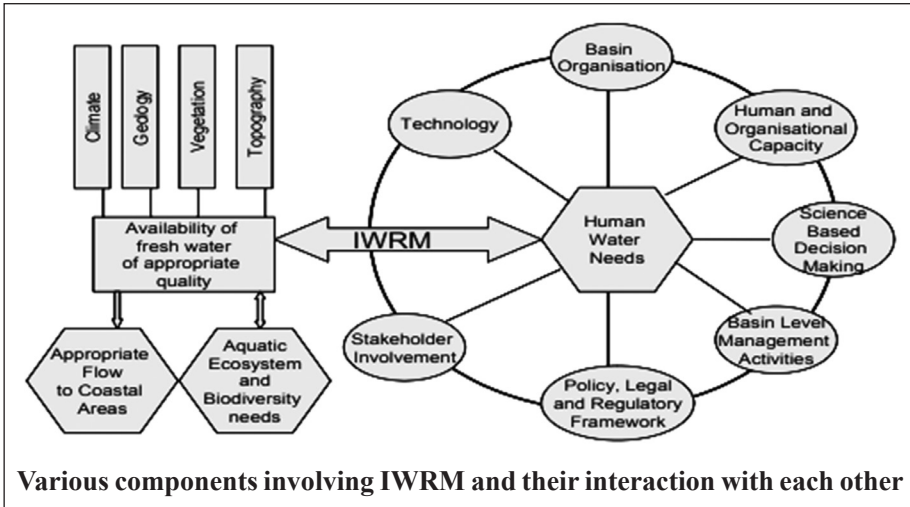 Climate
Geology
Vegetation
Topography
Availability of
fresh water
of appropriate
quality
Appropriate
Flow
to Coastal
Areas
Aquatic
Ecosystem
and
Biodiversity
needs
IWRM
Human
Water
Needs
Basin
Organisation
Human and
Organisational
Capacity
Science
Based
Decision
Making
Basin Level
Management
Activities
Policy, Legal
and Regulatory
Framework
Stakeholder
Involvement
Technology
Various components involving IWRM and their interaction with each other